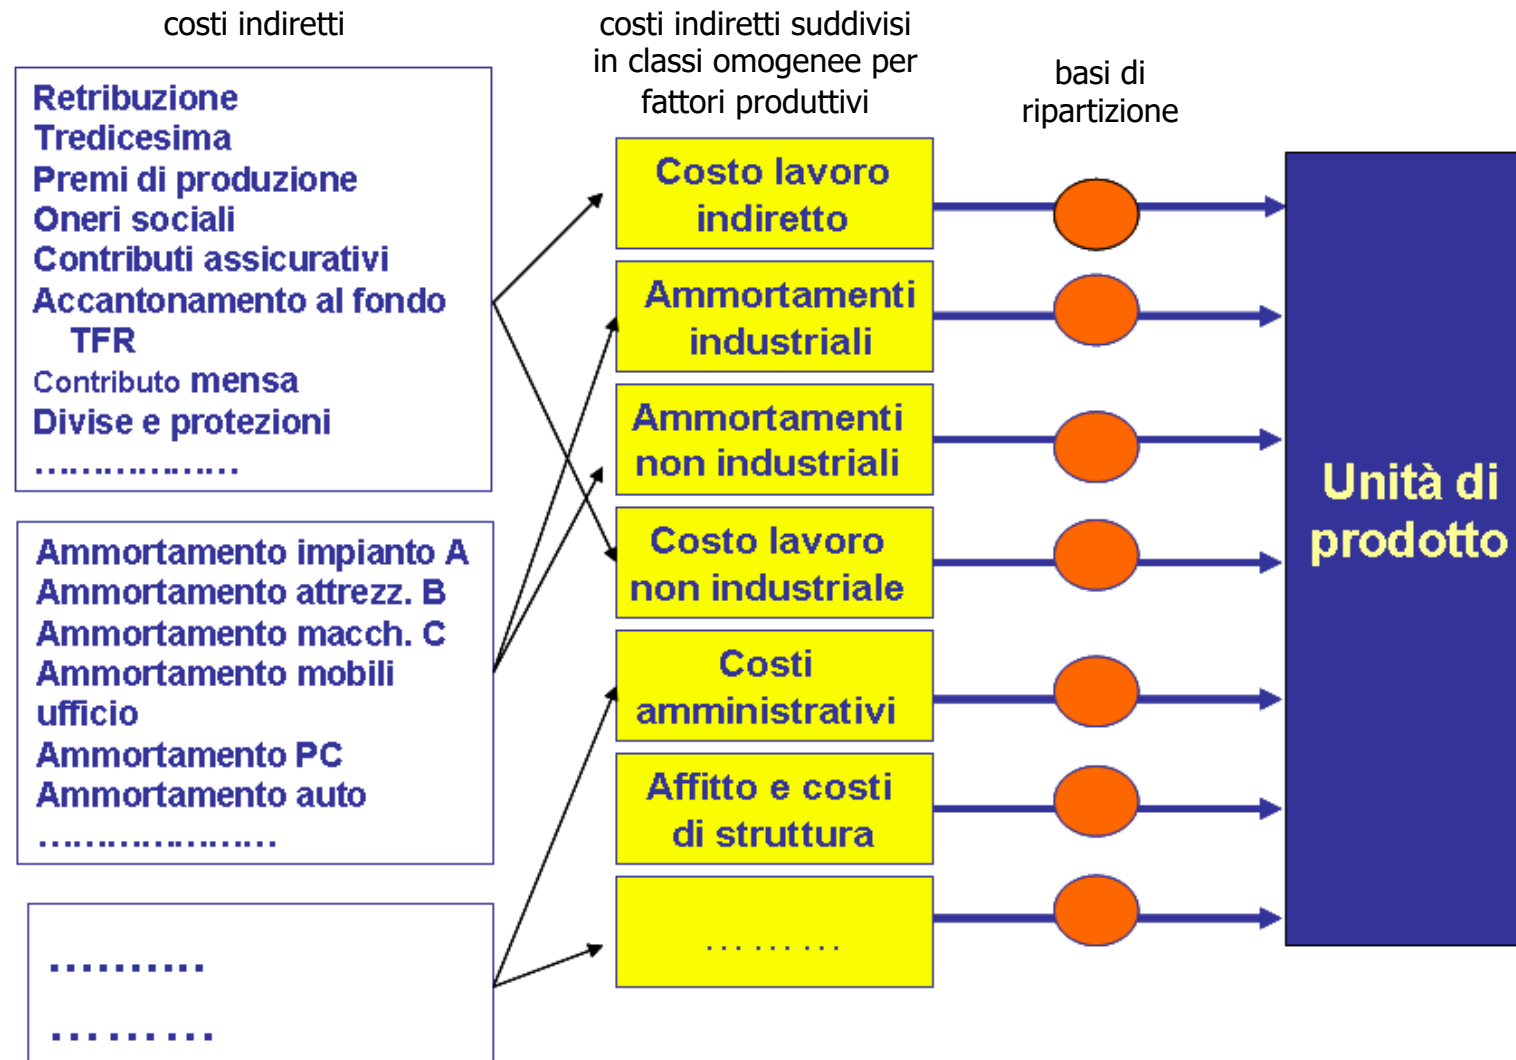 costi indiretti
costi indiretti suddivisi
in classi omogenee per
fattori produttivi
basi di
ripartizione
Retribuzione
Tredicesima
Premi di produzione
Oneri sociali
Contributi assicurativi
Accantonamento al fondo
TFR
Contributo mensa
Divise e protezioni
………………
Ammortamento impianto A
Ammortamento attrezz. B
Ammortamento macch. C
Ammortamento mobili
ufficio
Ammortamento PC
Ammortamento auto
…………………
……….
………
Costo lavoro
indiretto
Ammortamenti
industriali
Ammortamenti
non industriali
Costo lavoro
non industriale
Costi
amministrativi
Affitto e costi
di struttura
………
Unità di
prodotto